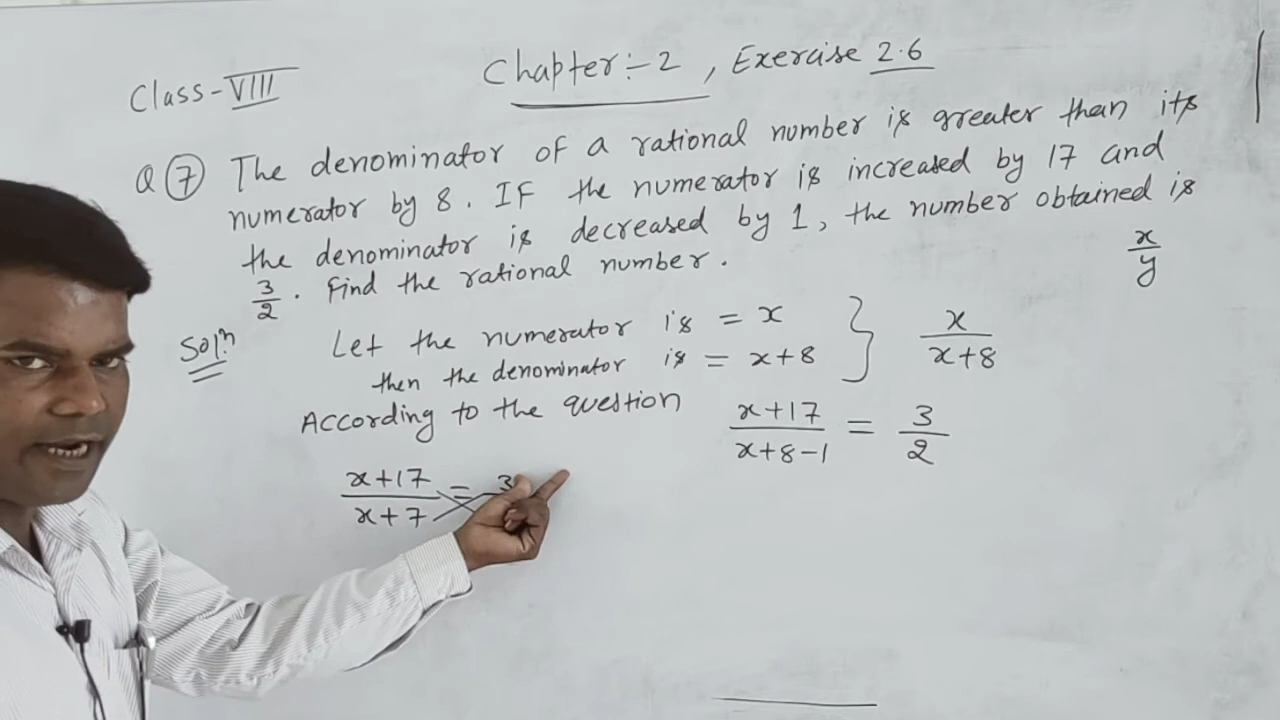 Class-VIII
Chapter:-2, Exercise 2.6
Q 7 The denominator of a rational number is greater than its
numerator by 8. If the numerator is increased by 17 and
the denominator is decreased by 1, the number obtained is
3/2. Find the rational number.
x/y
Solⁿ.
Let the numerator is = x
then the denominator is = x+8 } x/(x+8)
According to the question (x+17)/(x+8-1) = 3/2
(x+17)/(x+7) = 3